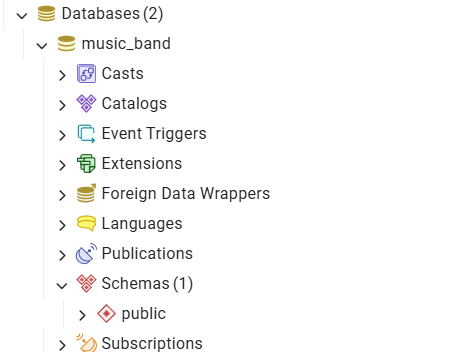 Databases (2)
music_band
Casts
Catalogs
Event Triggers
Extensions
Foreign Data Wrappers
Languages
Publications
Schemas (1)
public
Subscriptions